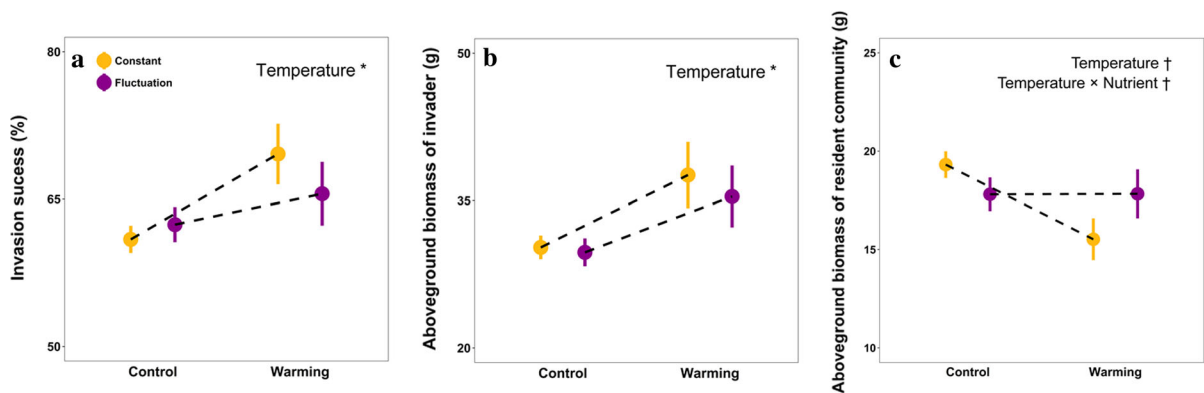 a
Constant
Fluctuation
Temperature *
Invasion sucess (%)
80
65
50
Control Warming
b
Temperature *
Aboveground biomass of invader (g)
50
35
20
Control Warming
c
Temperature †
Temperature × Nutrient †
Aboveground biomass of resident community (g)
25
20
15
10
Control Warming